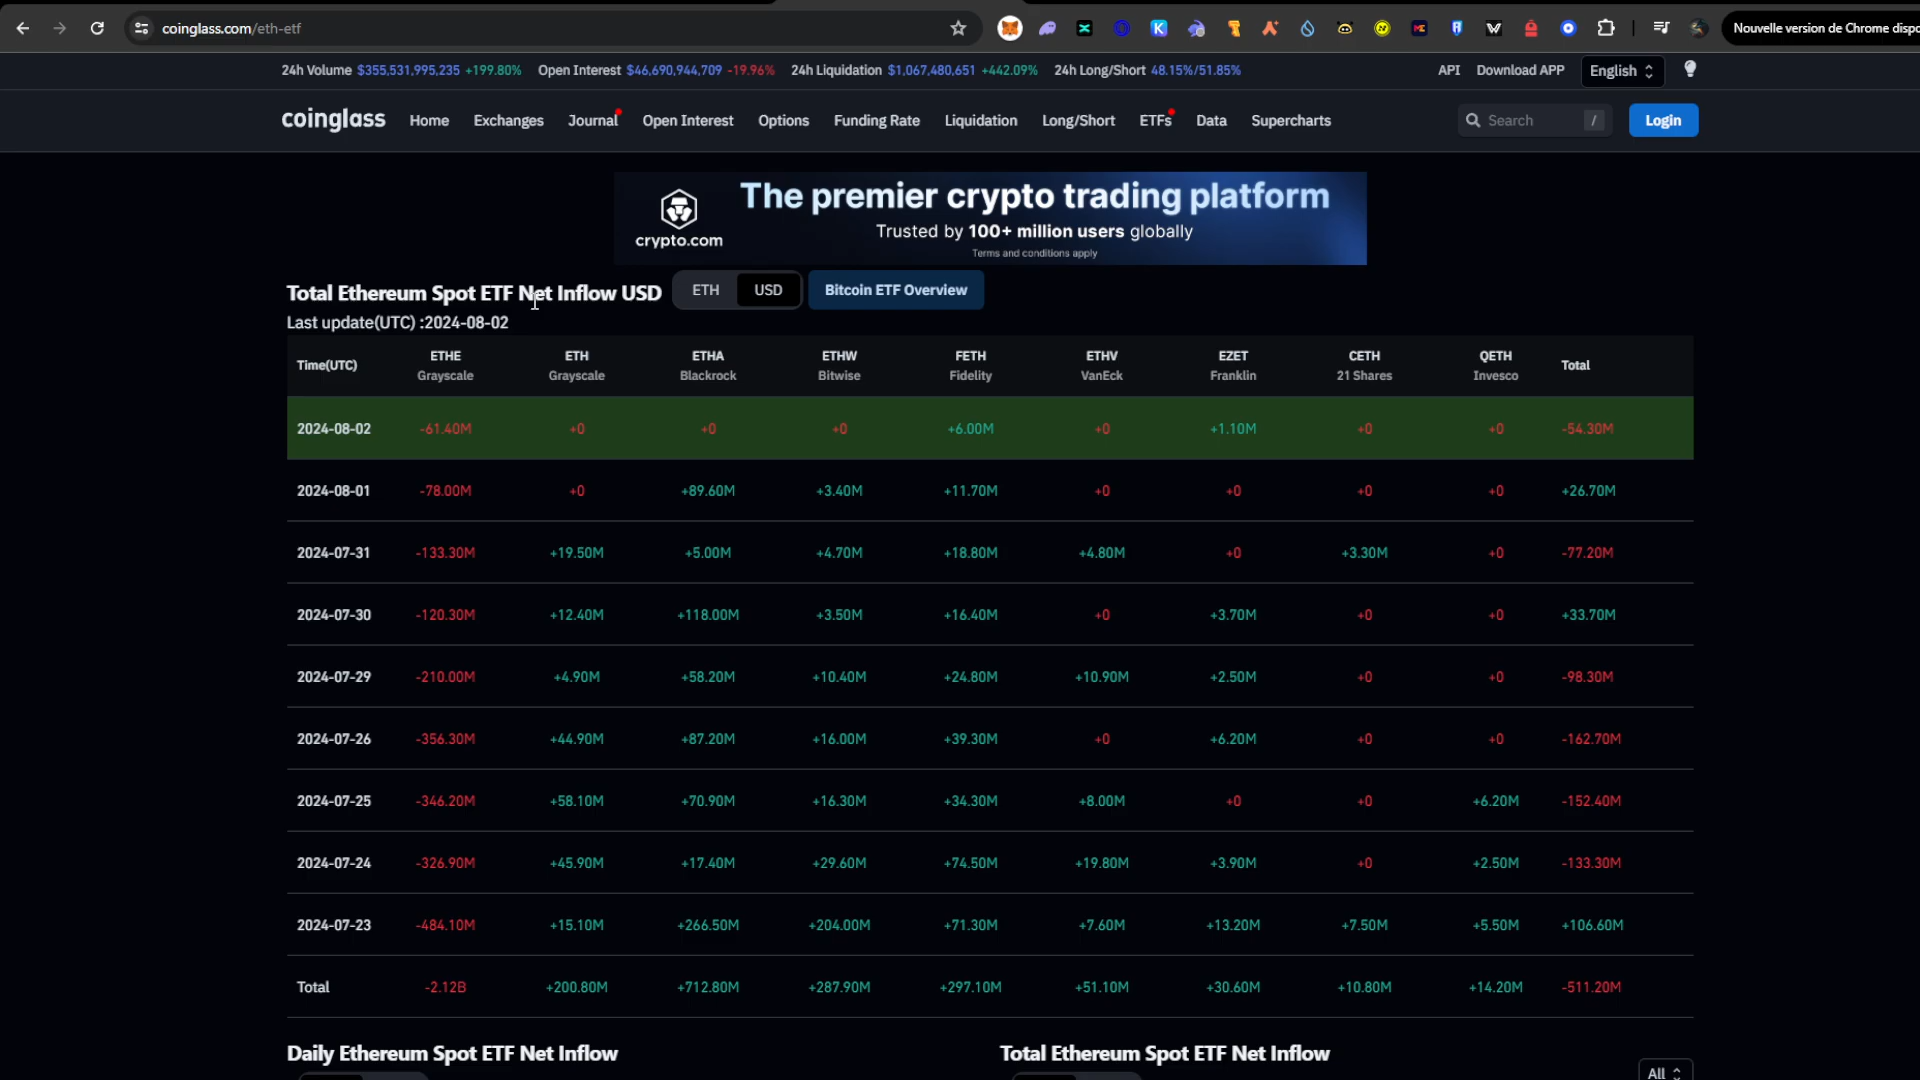 coinglass.com/eth-etf
Nouvelle version de Chrome dispo
24h Volume $355,531,995,235 +199.80% Open Interest $46,690,944,709 -19.96% 24h Liquidation $1,067,480,651 +442.09% 24h Long/Short 48.15%/51.85% API Download APP English
coinglass Home Exchanges Journal Open Interest Options Funding Rate Liquidation Long/Short ETFs Data Supercharts Search / Login
The premier crypto trading platform
crypto.com
Trusted by 100+ million users globally
Terms and conditions apply
Total Ethereum Spot ETF Net Inflow USD ETH USD Bitcoin ETF Overview
Last update(UTC) :2024-08-02
Time(UTC) ETHE ETH ETHA ETHW FETH ETHV EZET CETH QETH Total
Grayscale Grayscale Blackrock Bitwise Fidelity VanEck Franklin 21 Shares Invesco
2024-08-02 -61.40M +0 +0 +0 +6.00M +0 +1.10M +0 +0 -54.30M
2024-08-01 -78.00M +0 +89.60M +3.40M +11.70M +0 +0 +0 +0 +26.70M
2024-07-31 -133.30M +19.50M +5.00M +4.70M +18.80M +4.80M +0 +3.30M +0 -77.20M
2024-07-30 -120.30M +12.40M +118.00M +3.50M +16.40M +0 +3.70M +0 +0 +33.70M
2024-07-29 -210.00M +4.90M +58.20M +10.40M +24.80M +10.90M +2.50M +0 +0 -98.30M
2024-07-26 -356.30M +44.90M +87.20M +16.00M +39.30M +0 +6.20M +0 +0 -162.70M
2024-07-25 -346.20M +58.10M +70.90M +16.30M +34.30M +8.00M +0 +0 +6.20M -152.40M
2024-07-24 -326.90M +45.90M +17.40M +29.60M +74.50M +19.80M +3.90M +0 +2.50M -133.30M
2024-07-23 -484.10M +15.10M +266.50M +204.00M +71.30M +7.60M +13.20M +7.50M +5.50M +106.60M
Total -2.12B +200.80M +712.80M +287.90M +297.10M +51.10M +30.60M +10.80M +14.20M -511.20M
Daily Ethereum Spot ETF Net Inflow Total Ethereum Spot ETF Net Inflow
All